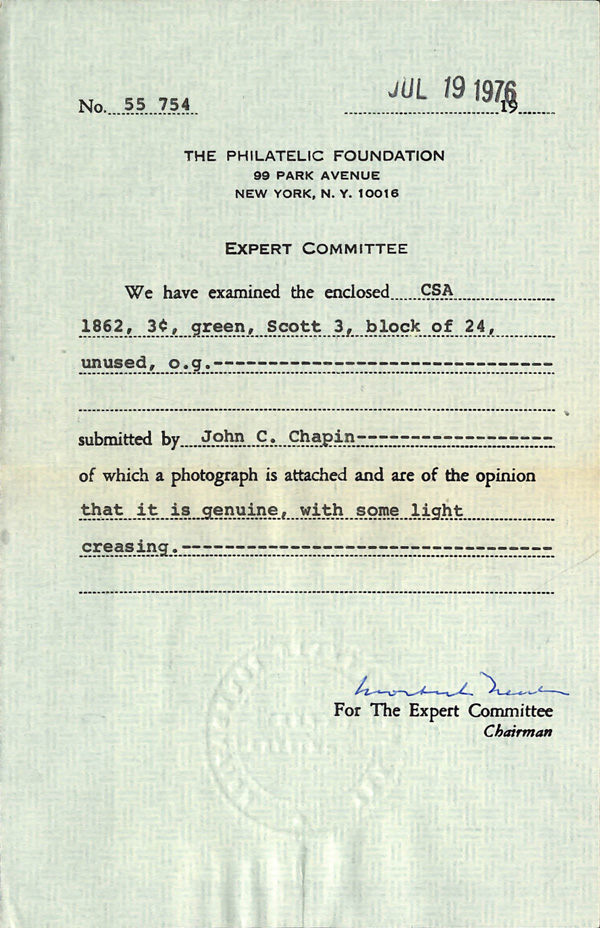 No. 55 754
JUL 19 1976
19
THE PHILATELIC FOUNDATION
99 PARK AVENUE
NEW YORK, N. Y. 10016
EXPERT COMMITTEE
We have examined the enclosed CSA
1862, 3¢, green, Scott 3, block of 24,
unused, o.g.-----------------------------
submitted by John C. Chapin-----------------
of which a photograph is attached and are of the opinion
that it is genuine, with some light
creasing.--------------------------------
For The Expert Committee
Chairman